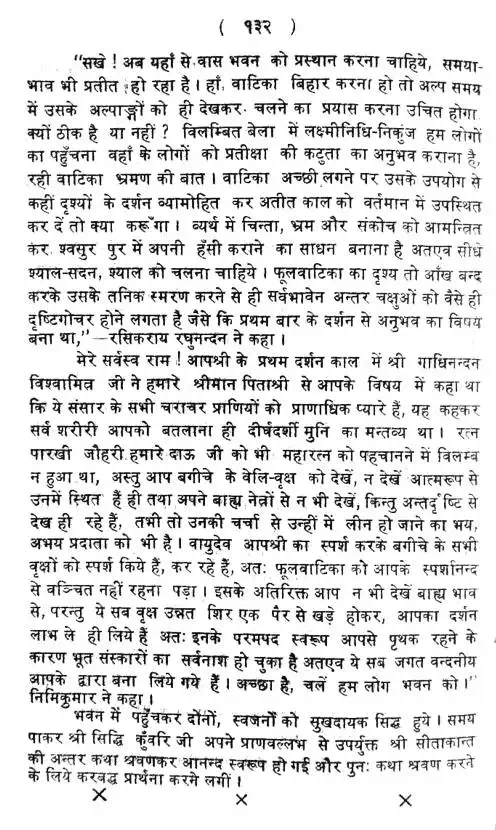 ( १३२ )
“सखे ! अब यहाँ से वास भवन को प्रस्थान करना चाहिये, समया-
भाव भी प्रतीत हो रहा है । हाँ, वाटिका बिहार करना हो तो अल्प समय
में उसके अल्पाङ्गों को ही देखकर चलने का प्रयास करना उचित होगा
क्यों ठीक है या नहीं ? विलम्बित बेला में लक्ष्मीनिधि-निकुंज हम लोगों
का पहुँचना वहाँ के लोगों को प्रतीक्षा की कटुता का अनुभव कराना है,
रही वाटिका भ्रमण की बात । वाटिका अच्छी लगने पर उसके उपयोग से
कहीं दृश्यों के दर्शन व्यामोहित कर अतीत काल को वर्तमान में उपस्थित
कर दें तो क्या करूँगा । व्यर्थ में चिन्ता, भ्रम और संकोच को आमन्त्रित
कर श्वसुर पुर में अपनी हँसी कराने का साधन बनाना है अतएव सीधे
श्याल-सदन, श्याल को चलना चाहिये । फूलवाटिका का दृश्य तो आँख बन्द
करके उसके तनिक स्मरण करने से ही सर्वभावेन अन्तर चक्षुओं को वैसे ही
दृष्टिगोचर होने लगता है जैसे कि प्रथम बार के दर्शन से अनुभव का विषय
बना था,”—रसिकराय रघुनन्दन ने कहा ।
मेरे सर्वस्व राम ! आपश्री के प्रथम दर्शन काल में श्री गाधिनन्दन
विश्वामित्र जी ने हमारे श्रीमान पिताश्री से आपके विषय में कहा था
कि ये संसार के सभी चराचर प्राणियों को प्राणाधिक प्यारे हैं, यह कहकर
सर्व शरीरी आपको बतलाना ही दीर्घदर्शी मुनि का मन्तव्य था । रत्न
पारखी जौहरी हमारे दाऊ जी को भी महारत्न को पहचानने में विलम्ब
न हुआ था, अस्तु आप बगीचे के वेलि-वृक्ष को देखें, न देखें आत्मरूप से
उनमें स्थित हैं ही तथा अपने बाह्य नेत्रों से न भी देखें, किन्तु अन्तर्दृष्टि से
देख ही रहे हैं, तभी तो उनकी चर्चा से उन्हीं में लीन हो जाने का भय,
अभय प्रदाता को भी है । वायुदेव आपश्री का स्पर्श करके बगीचे के सभी
वृक्षों को स्पर्श किये हैं, कर रहे हैं, अतः फूलवाटिका को आपके स्पर्शानन्द
से वञ्चित नहीं रहना पड़ा । इसके अतिरिक्त आप न भी देखें बाह्य भाव
से, परन्तु ये सब वृक्ष उन्नत शिर एक पैर से खड़े होकर, आपका दर्शन
लाभ ले ही लिये हैं अतः इनके परमपद स्वरूप आपसे पृथक रहने के
कारण भूत संस्कारों का सर्वनाश हो चुका है अतएव ये सब जगत वन्दनीय
आपके द्वारा बना लिये गये हैं । अच्छा है, चलें हम लोग भवन को ।”
निमिकुमार ने कहा ।
भवन में पहुँचकर दोनों, स्वजनों को सुखदायक सिद्ध हुये । समय
पाकर श्री सिद्धि कुँवरि जी अपने प्राणवल्लभ से उपर्युक्त श्री सीताकान्त
की अन्तर कथा श्रवणकर आनन्द स्वरूप हो गईं और पुनः कथा श्रवण करने
के लिये करबद्ध प्रार्थना करने लगीं ।
× × ×